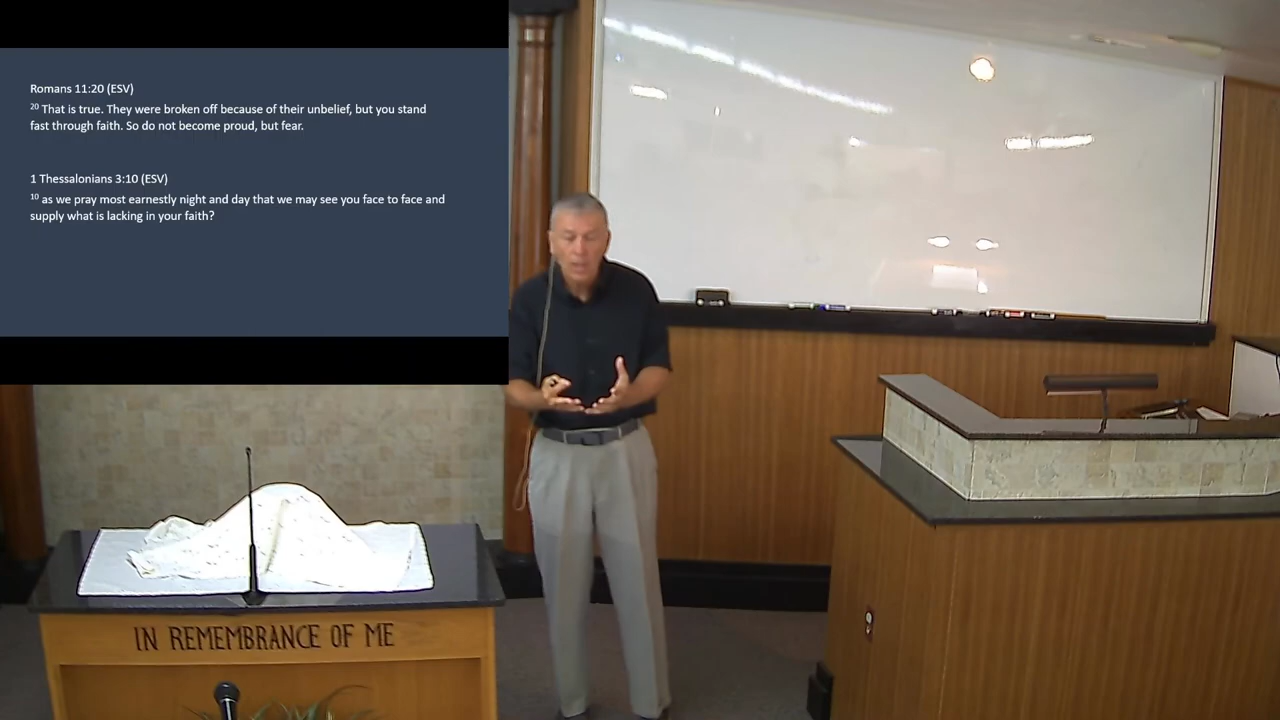 Romans 11:20 (ESV)
20 That is true. They were broken off because of their unbelief, but you stand
fast through faith. So do not become proud, but fear.
1 Thessalonians 3:10 (ESV)
10 as we pray most earnestly night and day that we may see you face to face and
supply what is lacking in your faith?
IN REMEMBRANCE OF ME